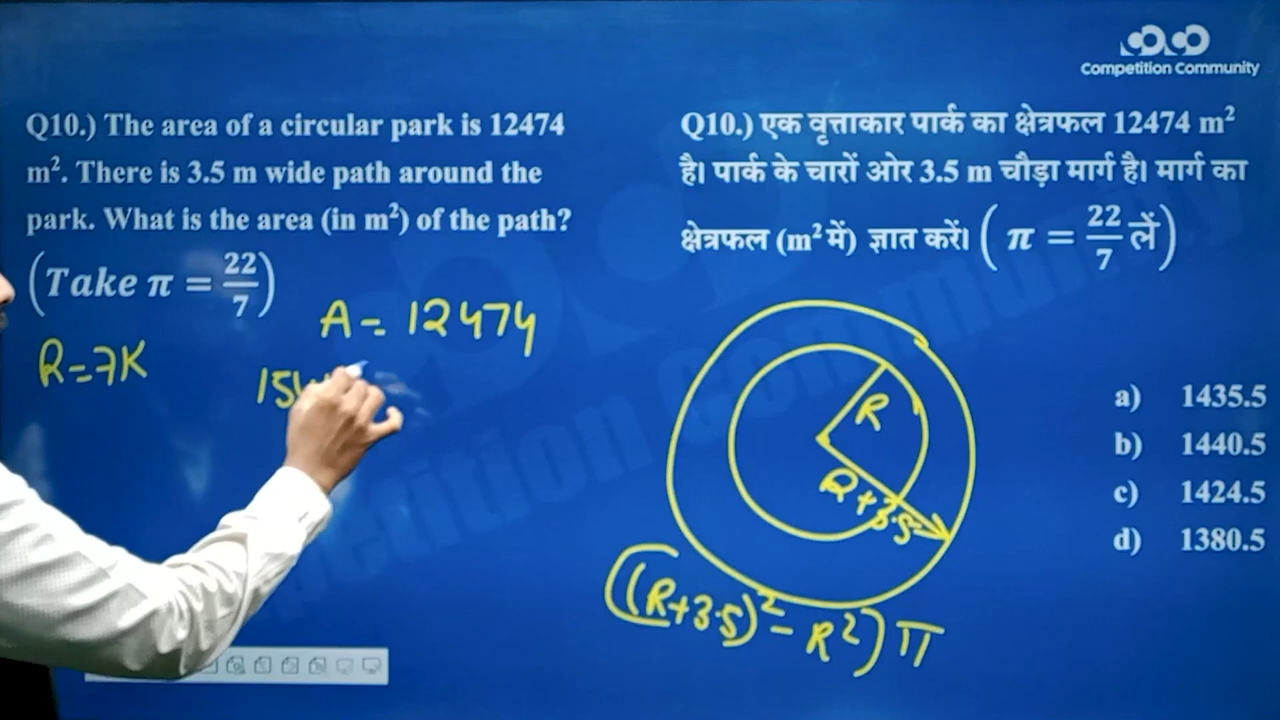 Competition Community
Q10.) The area of a circular park is 12474
m². There is 3.5 m wide path around the
park. What is the area (in m²) of the path?
(Take π = 22/7)
Q10.) एक वृत्ताकार पार्क का क्षेत्रफल 12474 m²
है। पार्क के चारों ओर 3.5 m चौड़ा मार्ग है। मार्ग का
क्षेत्रफल (m² में) ज्ञात करें। (π = 22/7 लें)
A = 12474
R = 7K
R
R+3.5
((R+3.5)² - R²) π
a) 1435.5
b) 1440.5
c) 1424.5
d) 1380.5